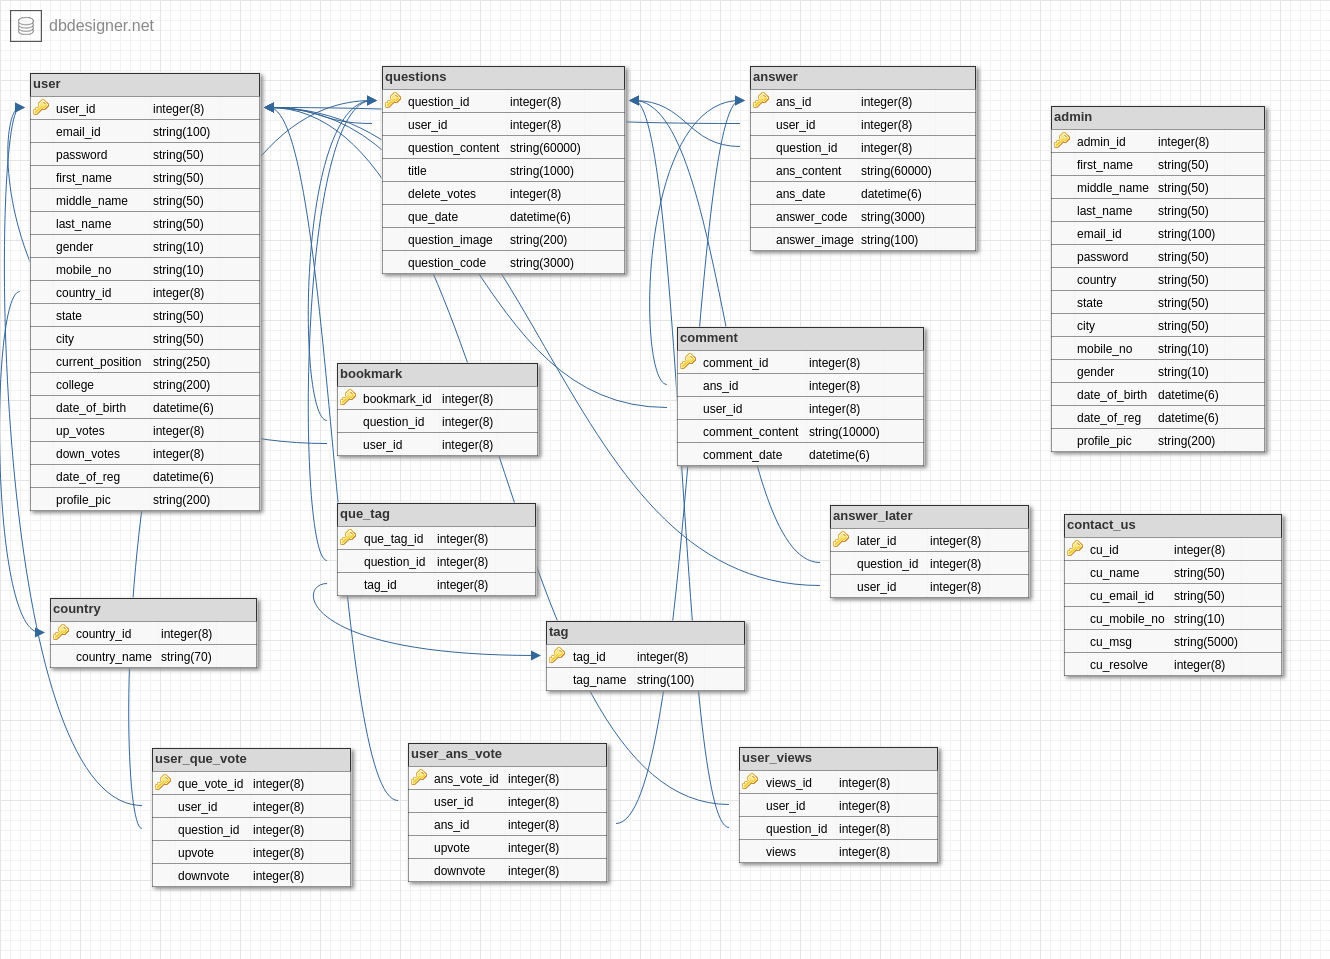 dbdesigner.net
user
user_id integer(8)
email_id string(100)
password string(50)
first_name string(50)
middle_name string(50)
last_name string(50)
gender string(10)
mobile_no string(10)
country_id integer(8)
state string(50)
city string(50)
current_position string(250)
college string(200)
date_of_birth datetime(6)
up_votes integer(8)
down_votes integer(8)
date_of_reg datetime(6)
profile_pic string(200)
questions
question_id integer(8)
user_id integer(8)
question_content string(60000)
title string(1000)
delete_votes integer(8)
que_date datetime(6)
question_image string(200)
question_code string(3000)
answer
ans_id integer(8)
user_id integer(8)
question_id integer(8)
ans_content string(60000)
ans_date datetime(6)
answer_code string(3000)
answer_image string(100)
admin
admin_id integer(8)
first_name string(50)
middle_name string(50)
last_name string(50)
email_id string(100)
password string(50)
country string(50)
state string(50)
city string(50)
mobile_no string(10)
gender string(10)
date_of_birth datetime(6)
date_of_reg datetime(6)
profile_pic string(200)
comment
comment_id integer(8)
ans_id integer(8)
user_id integer(8)
comment_content string(10000)
comment_date datetime(6)
bookmark
bookmark_id integer(8)
question_id integer(8)
user_id integer(8)
que_tag
que_tag_id integer(8)
question_id integer(8)
tag_id integer(8)
answer_later
later_id integer(8)
question_id integer(8)
user_id integer(8)
contact_us
cu_id integer(8)
cu_name string(50)
cu_email_id string(50)
cu_mobile_no string(10)
cu_msg string(5000)
cu_resolve integer(8)
country
country_id integer(8)
country_name string(70)
tag
tag_id integer(8)
tag_name string(100)
user_que_vote
que_vote_id integer(8)
user_id integer(8)
question_id integer(8)
upvote integer(8)
downvote integer(8)
user_ans_vote
ans_vote_id integer(8)
user_id integer(8)
ans_id integer(8)
upvote integer(8)
downvote integer(8)
user_views
views_id integer(8)
user_id integer(8)
question_id integer(8)
views integer(8)